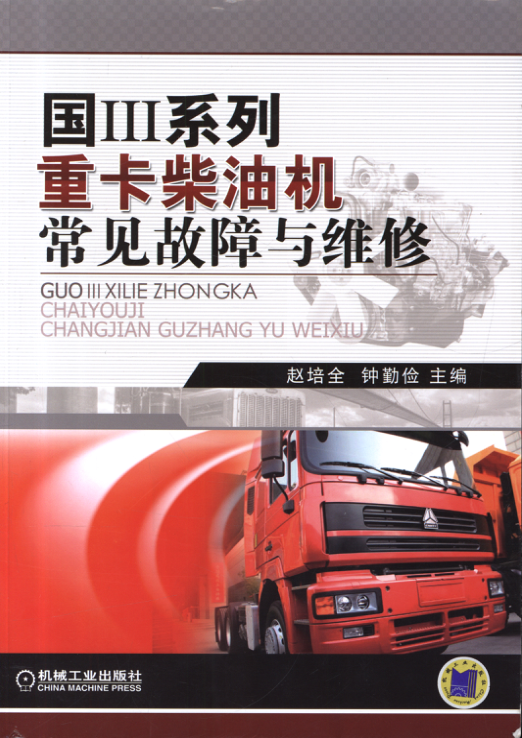 国III系列
重卡柴油机
常见故障与维修
GUO III XILIE ZHONGKA
CHAIYOUJI
CHANGJIAN GUZHANG YU WEIXIU
赵培全 钟勤俭 主编
机械工业出版社
CHINA MACHINE PRESS